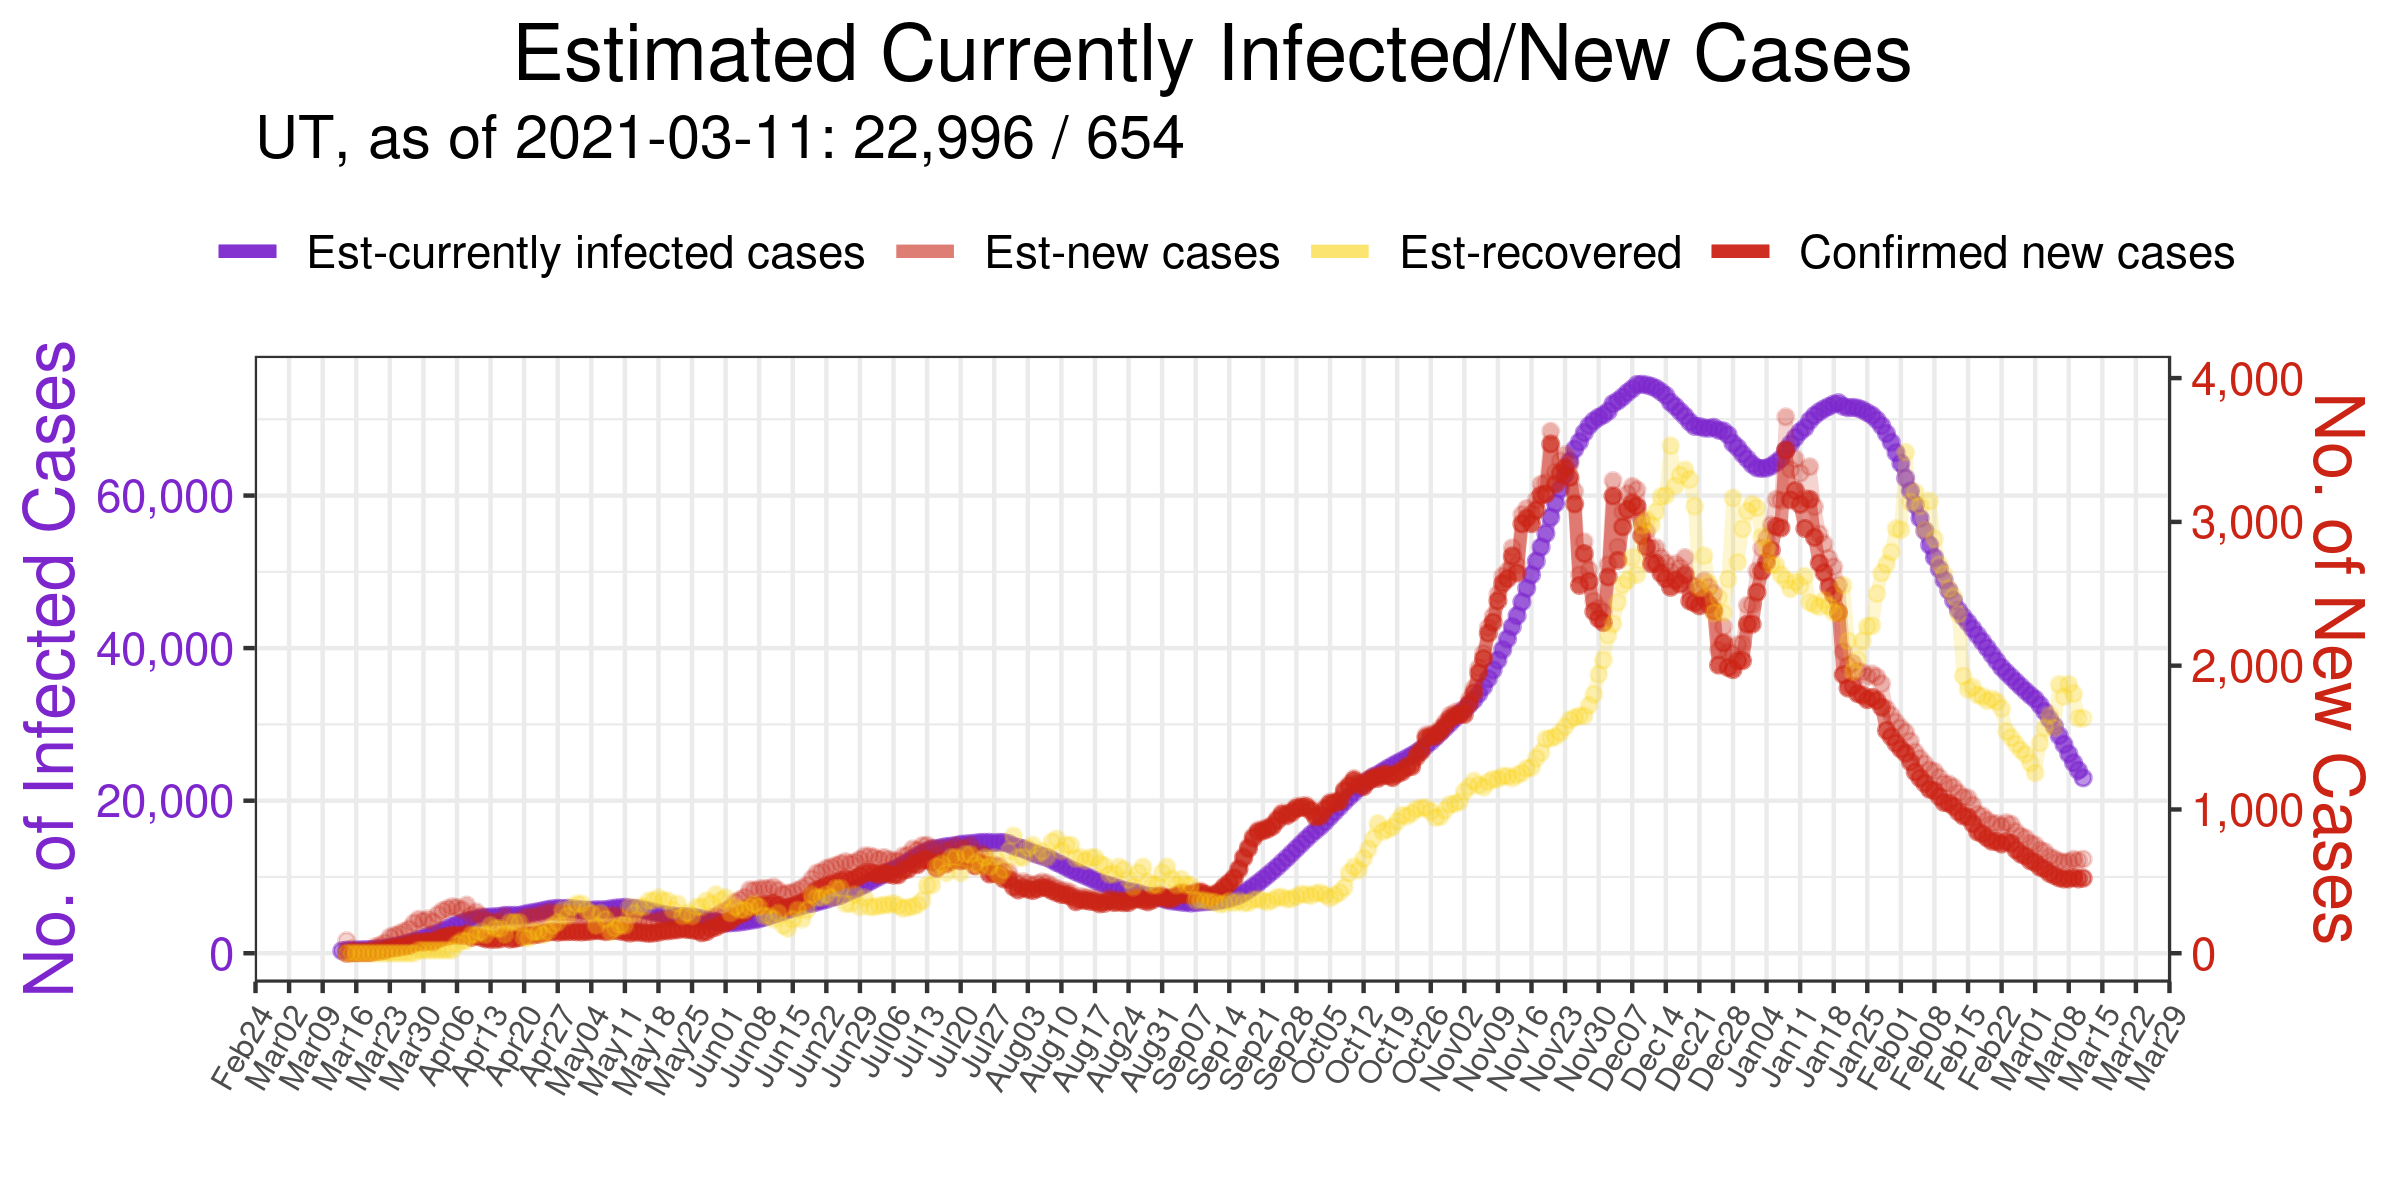 Estimated Currently Infected/New Cases
UT, as of 2021-03-11: 22,996 / 654
Est-currently infected cases Est-new cases Est-recovered Confirmed new cases
No. of Infected Cases
60,000
40,000
20,000
0
4,000
3,000
2,000
1,000
0
No. of New Cases
Feb24 Mar02 Mar09 Mar16 Mar23 Mar30 Apr06 Apr13 Apr20 Apr27 May04 May11 May18 May25 Jun01 Jun08 Jun15 Jun22 Jun29 Jul06 Jul13 Jul20 Jul27 Aug03 Aug10 Aug17 Aug24 Aug31 Sep07 Sep14 Sep21 Sep28 Oct05 Oct12 Oct19 Oct26 Nov02 Nov09 Nov16 Nov23 Nov30 Dec07 Dec14 Dec21 Dec28 Jan04 Jan11 Jan18 Jan25 Feb01 Feb08 Feb15 Feb22 Mar01 Mar08 Mar15 Mar22 Mar29